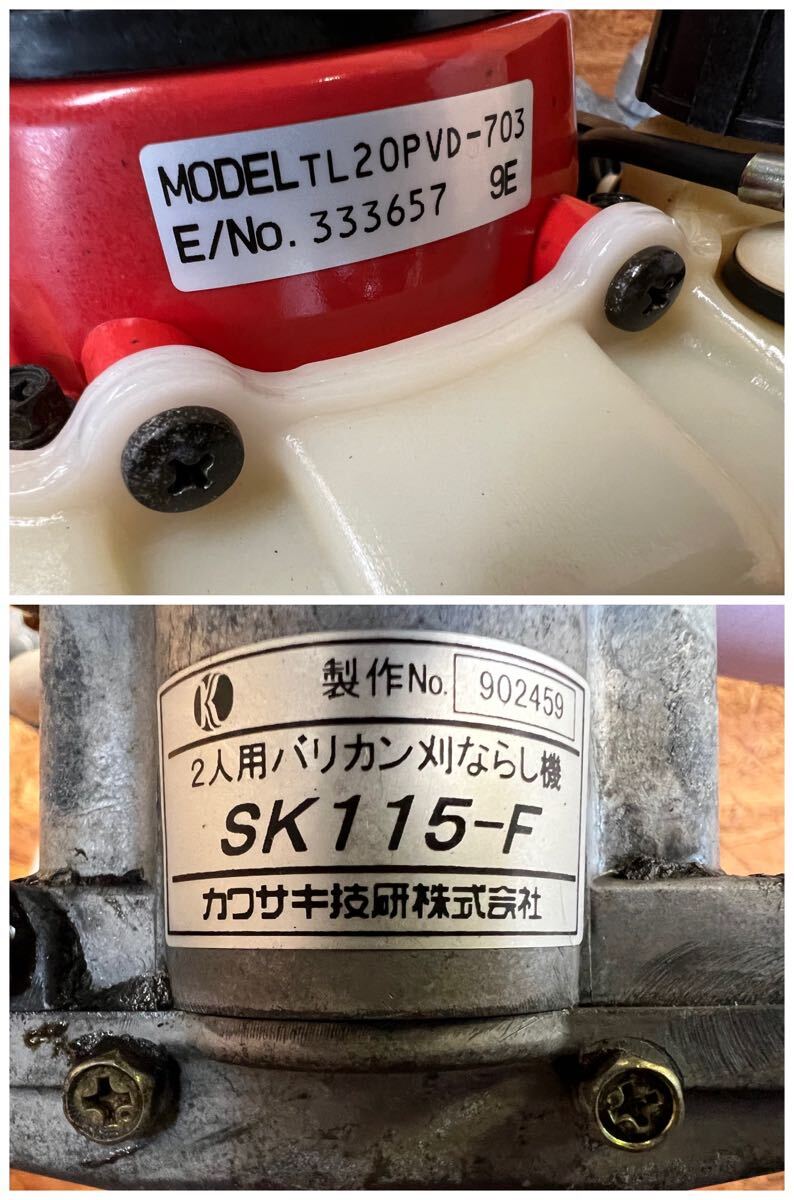 MODEL TL20PVD-703
E/No. 333657 9E
K 製作No. 902459
2人用バリカン刈ならし機
SK115-F
カワサキ技研株式会社